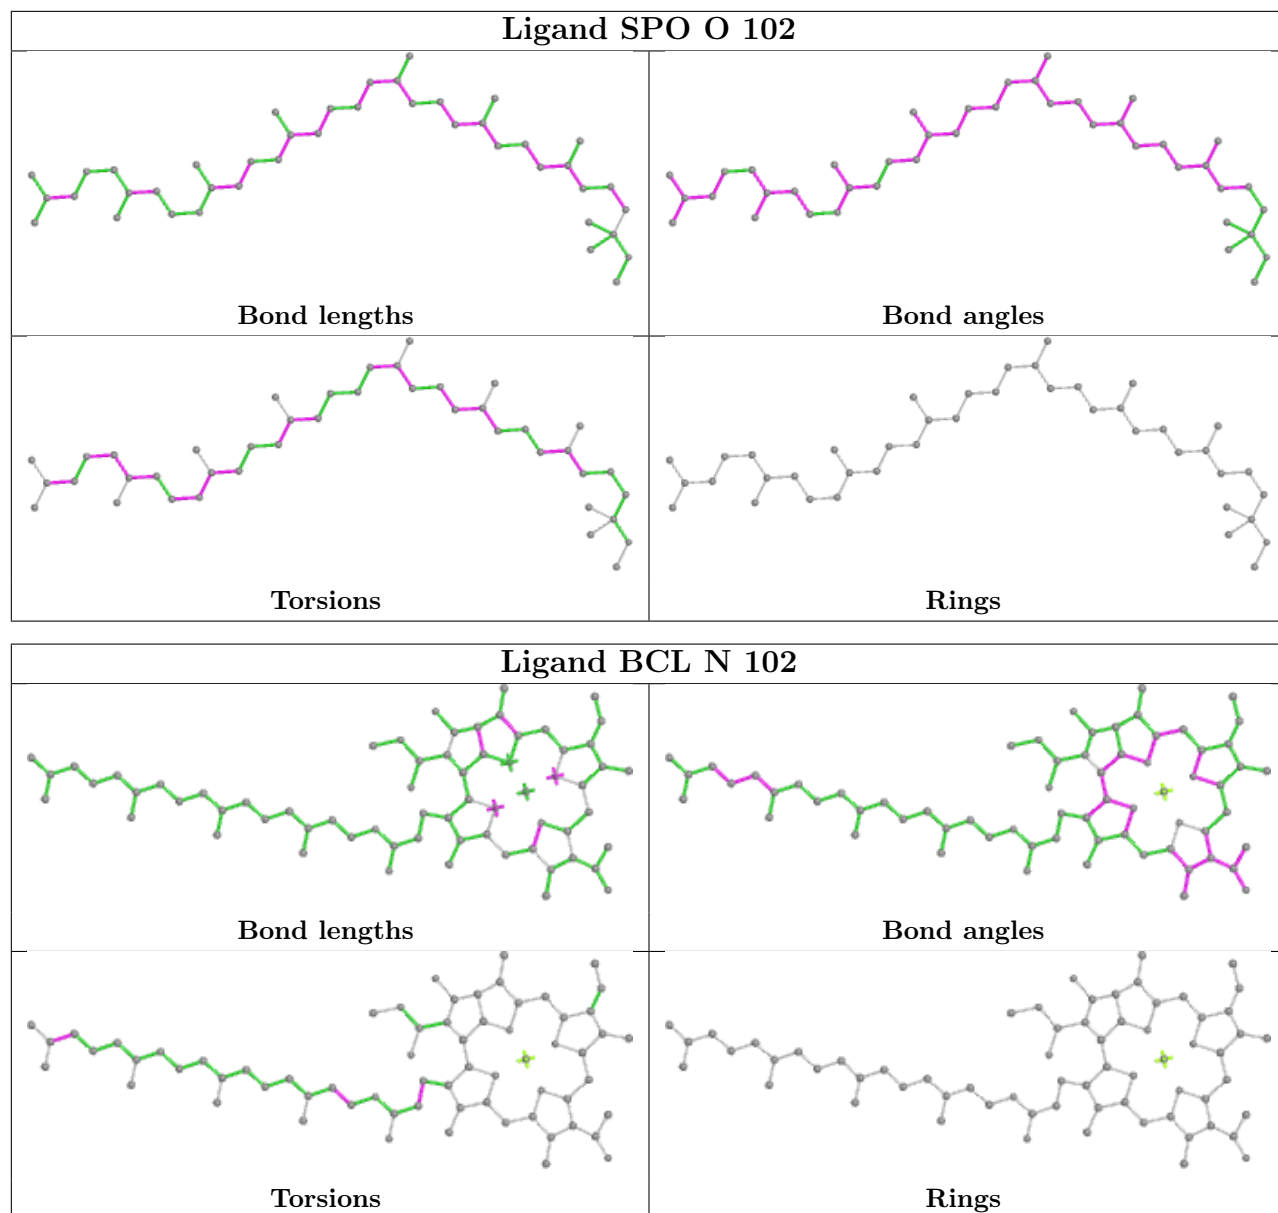 Ligand SPO O 102
Bond lengths
Bond angles
Torsions
Rings
Ligand BCL N 102
Bond lengths
Bond angles
Torsions
Rings